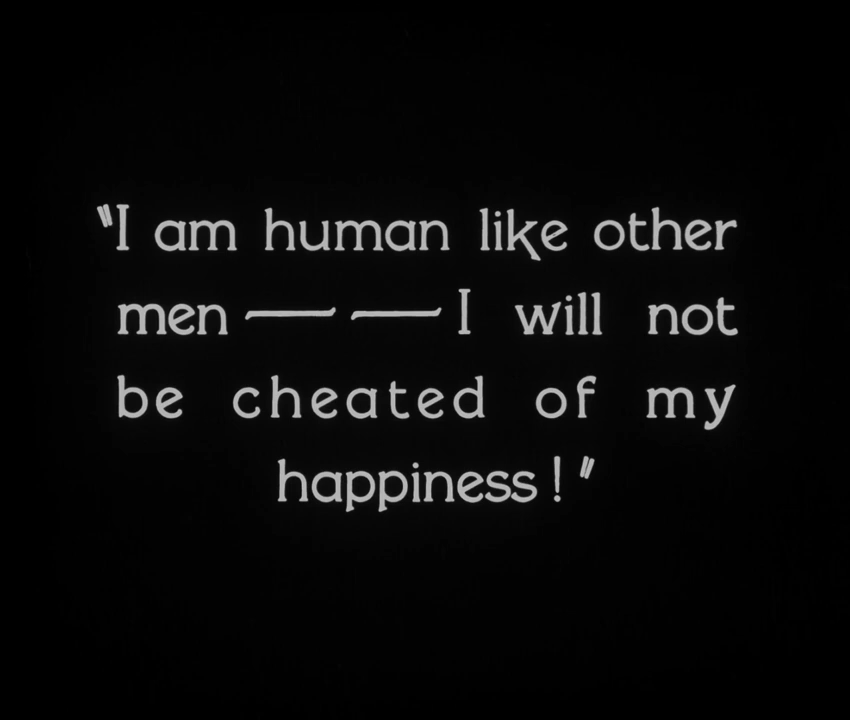 "I am human like other
men — — I will not
be cheated of my
happiness!"